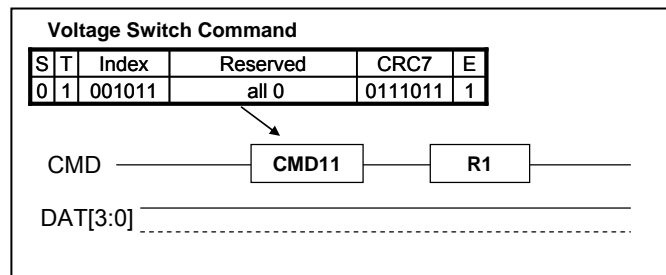 Voltage Switch Command
S T Index Reserved CRC7 E
0 1 001011 all 0 0111011 1
CMD CMD11 R1
DAT[3:0]